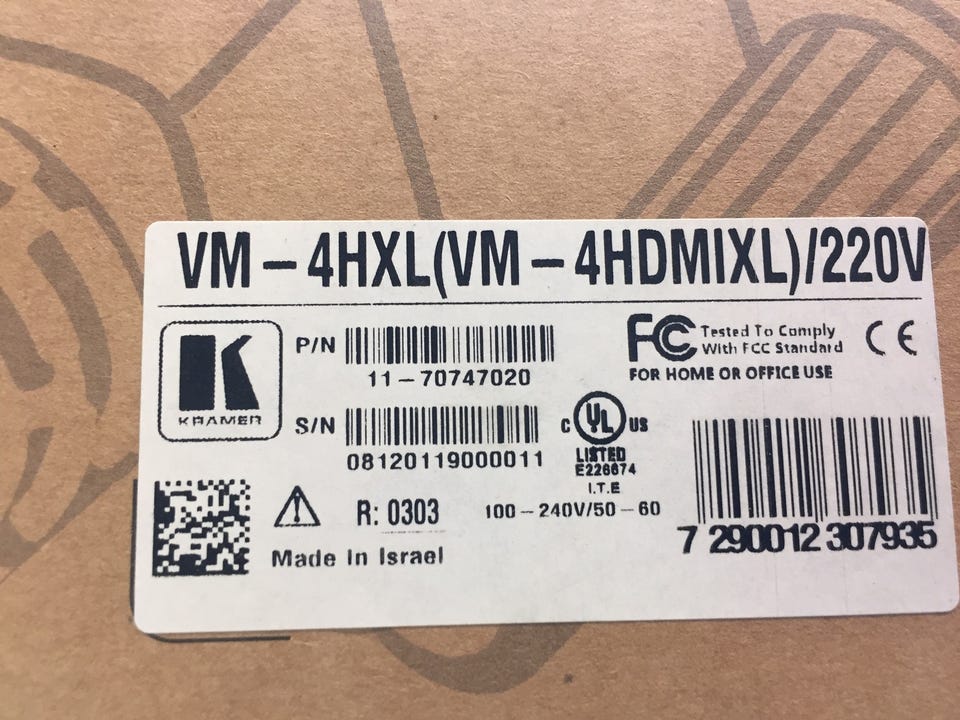 VM-4HXL(VM-4HDMIXL)/220V
KRAMER
P/N
11-70747020
S/N
08120119000011
FC Tested To Comply
With FCC Standard
CE
FOR HOME OR OFFICE USE
C UL US
LISTED
E226674
I.T.E
R: 0303
100-240V/50-60
Made In Israel
7 290012 307935